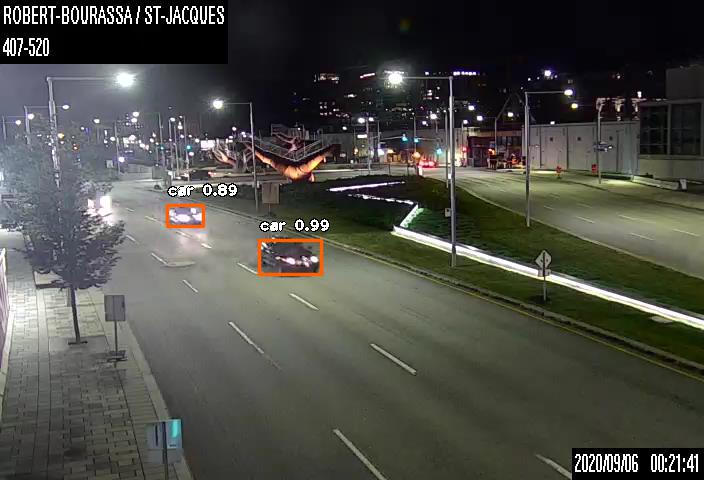 ROBERT-BOURASSA / ST-JACQUES
407-520
car 0.89
car 0.99
2020/09/06 00:21:41